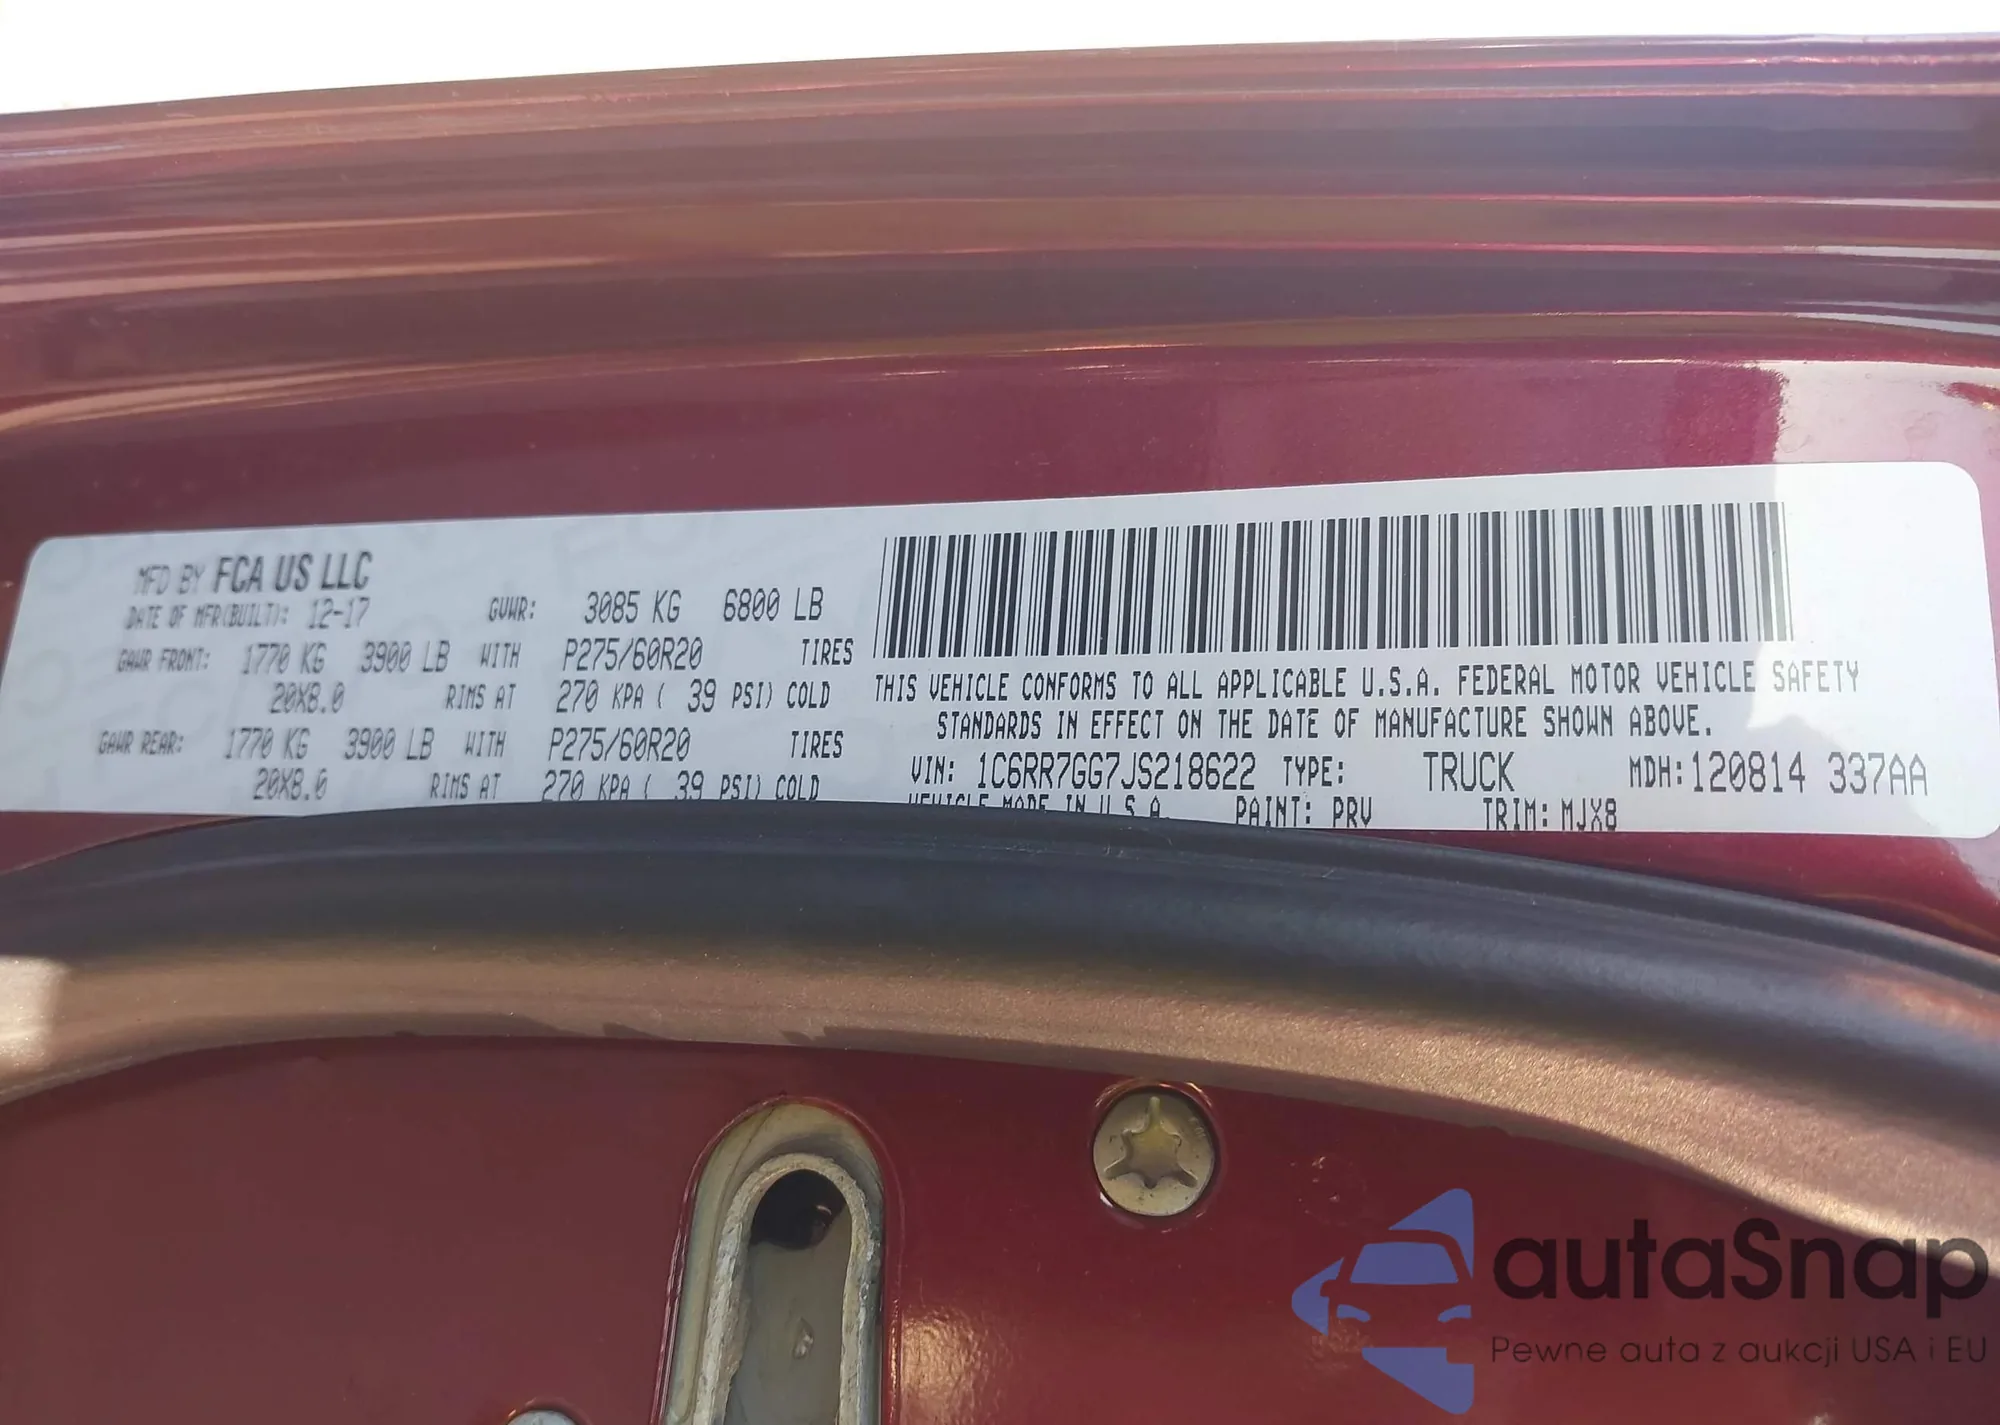 MFD BY FCA US LLC
DATE OF MFR(BUILT): 12-17 GVWR: 3085 KG 6800 LB
GAWR FRONT: 1770 KG 3900 LB WITH P275/60R20 TIRES
20X8.0 RIMS AT 270 KPA ( 39 PSI) COLD
GAWR REAR: 1770 KG 3900 LB WITH P275/60R20 TIRES
20X8.0 RIMS AT 270 KPA ( 39 PSI) COLD
THIS VEHICLE CONFORMS TO ALL APPLICABLE U.S.A. FEDERAL MOTOR VEHICLE SAFETY
STANDARDS IN EFFECT ON THE DATE OF MANUFACTURE SHOWN ABOVE.
VIN: 1C6RR7GG7JS218622 TYPE: TRUCK MDH:120814 337AA
VEHICLE MADE IN U.S.A. PAINT: PRV TRIM: MJX8
autaSnap
Pewne auta z aukcji USA i EU